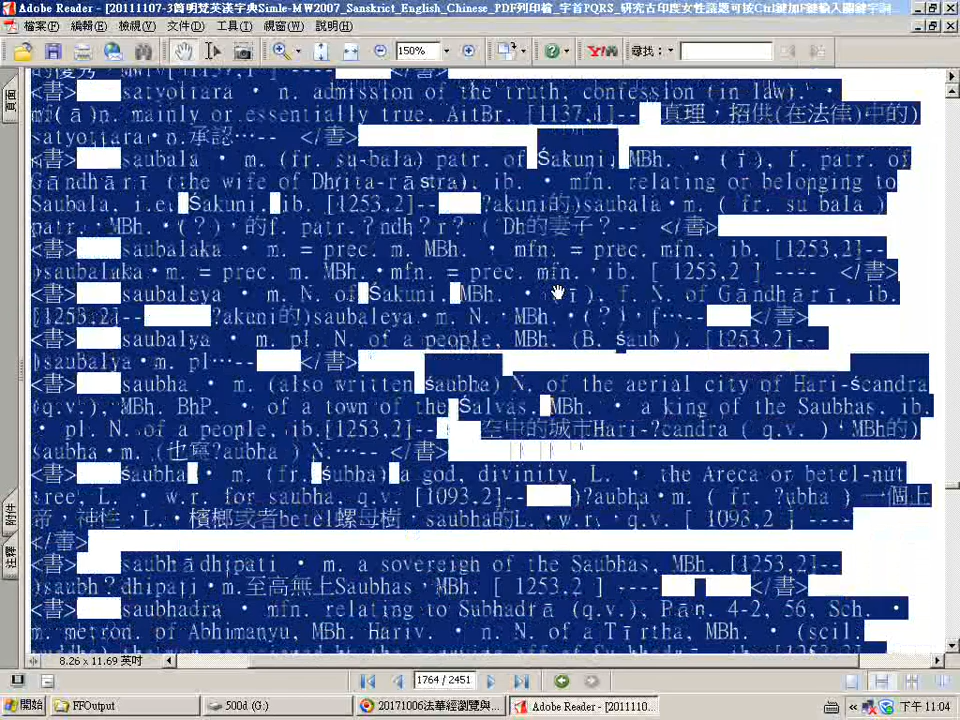 Adobe Reader - [20111107-3簡明梵英漢字典Simle-MW2007_Sanskrict_English_Chinese_PDF列印檔_字首PQRS_研究古印度女性議題可按Ctrl鍵加F鍵輸入關鍵字詞
檔案(F) 編輯(E) 檢視(V) 文件(D) 工具(T) 視窗(W) 說明(H)
150% 尋找：
<書> satyottara • n. admission of the truth, confession (in law). •
mf(ā)n. mainly or essentially true, AitBr. [1137,1]-- 真理，招供(在法律)中的)
satyottara•n.承認…-- </書>
<書> saubala • m. (fr. su-bala) patr. of Śakuni, MBh. • (ī), f. patr. of
Gāndhārī (the wife of Dhṛita-rāstra), ib. • mfn. relating or belonging to
Saubala, i.e. Śakuni. ib. [1253,2]-- ?akuni的)saubala•m. ( fr. su bala )
patr.，MBh.•(？)，的f. patr.？ndh？r？ ( Dh的妻子？-- </書>
<書> saubalaka • m. = prec. m. MBh. • mfn. = prec. mfn., ib. [1253,2]--
)saubalaka•m. = prec. m. MBh.•mfn. = prec. mfn.，ib. [ 1253,2 ] ---- </書>
<書> saubaleya • m. N. of Śakuni. MBh. • (ī), f. N. of Gāndhārī, ib.
[1253,2]-- ?akuni的)saubaleya•m. N.，MBh.•(？)，f…-- </書>
<書> saubalya • m. pl. N. of a people, MBh. (B. śaub ). [1253,2]--
)saubalya•m. pl…-- </書>
<書> saubha • m. (also written śaubha) N. of the aerial city of Hari-ścandra
(q.v.), MBh. BhP. • of a town of the Śalvas. MBh. • a king of the Saubhas. ib.
• pl. N. of a people, ib.[1253,2]-- 空中的城市Hari-?candra ( q.v. )，MBh的)
saubha•m. (也寫?aubha ) N…-- </書>
<書> śaubha • m. (fr. śubha) a god, divinity, L. • the Areca or betel-nut
tree, L. • w.r. for saubha, q.v. [1093,2]-- )?aubha•m. ( fr. ?ubha ) 一個上
帝，神性，L.•檳榔或者betel螺母樹，saubha的L.•w.r.，q.v. [ 1093,2 ] ----
</書>
<書> saubhādhipati • m. a sovereign of the Saubhas, MBh. [1253,2]--
)saubh？dhipati•m.至高無上Saubhas，MBh. [ 1253,2 ] ---- </書>
<書> saubhadra • mfn. relating to Subhadrā (q.v.), Pāṇ. 4-2, 56, Sch. •
m. metron. of Abhimanyu, MBh. Hariv. • n. N. of a Tīrtha, MBh. • (scil.
頁面
附件
註釋
8.26 x 11.69 英吋
1764 / 2451
開始 FFOutput 500d (G:) 20171006法華經瀏覽與... Adobe Reader - [2011110... 下午 11:04